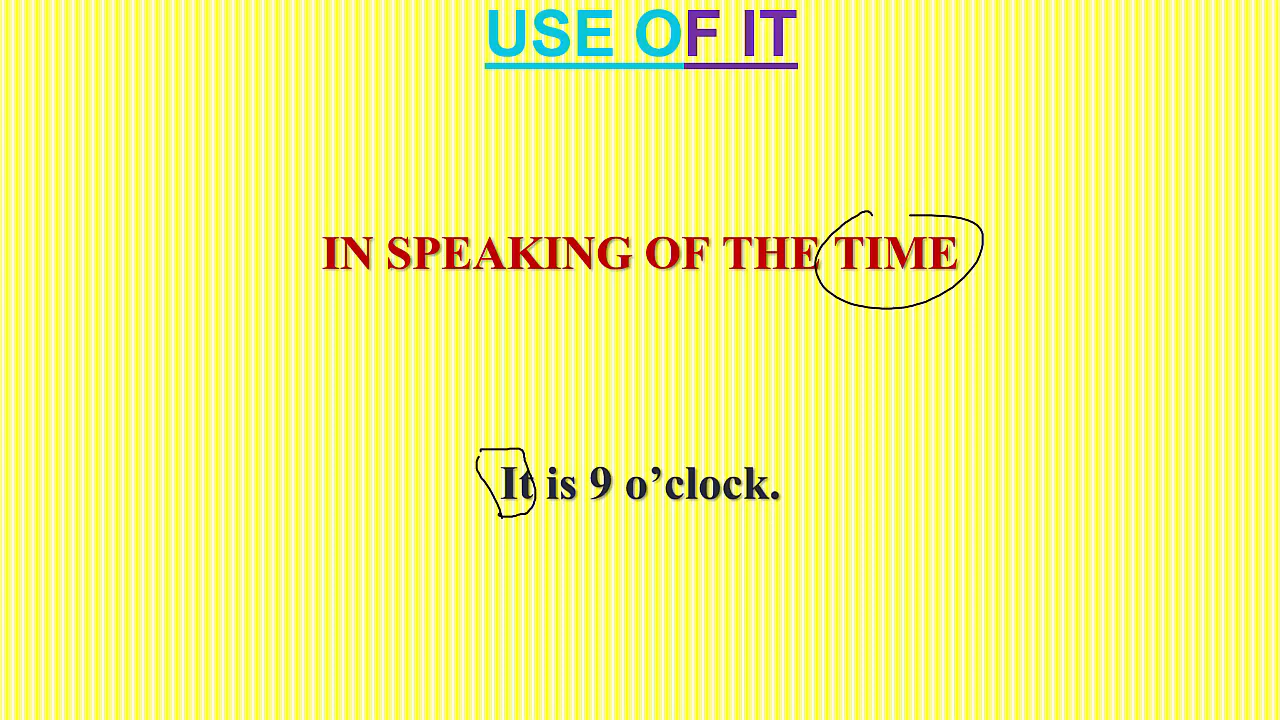 USE OF IT
IN SPEAKING OF THE TIME
It is 9 o’clock.